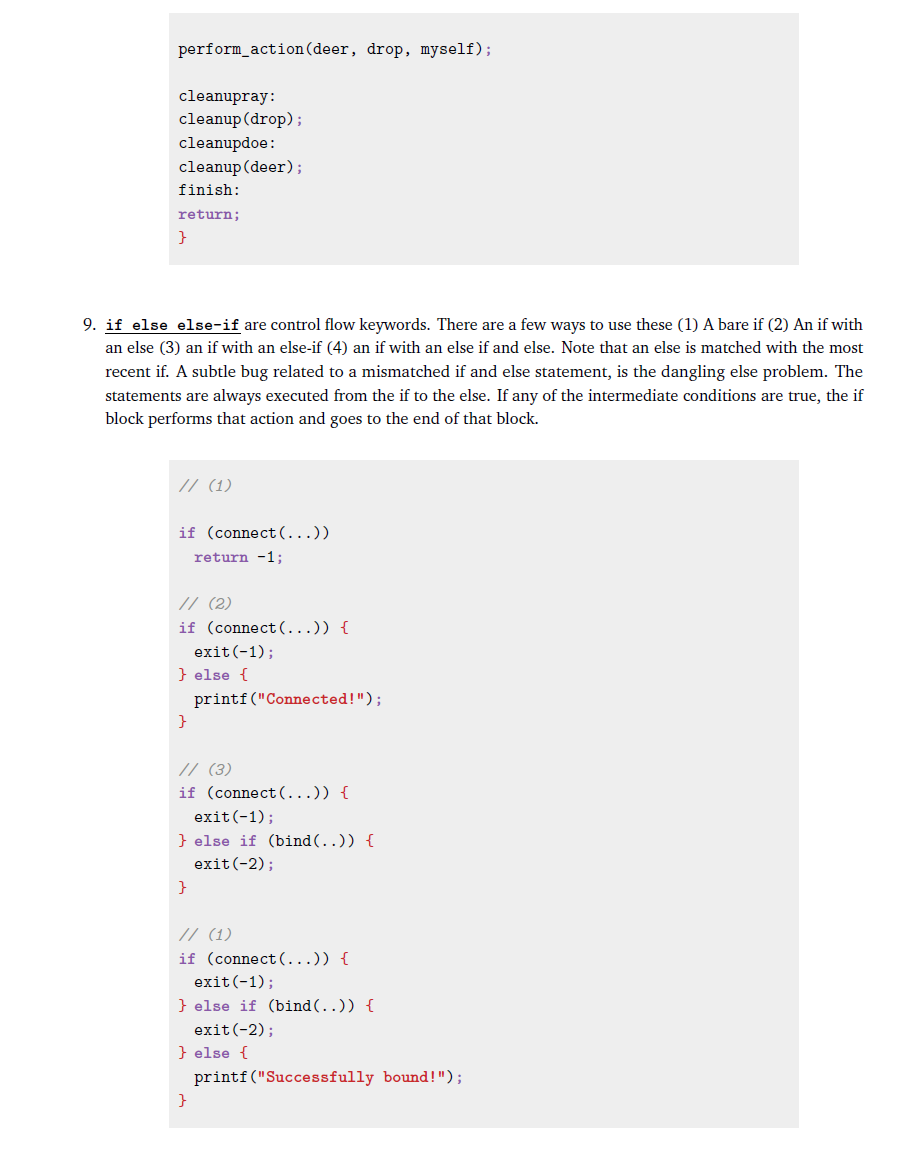 perform_action(deer, drop, myself);
cleanupray:
cleanup(drop);
cleanupdoe:
cleanup(deer);
finish:
return;
}
9. if else else-if are control flow keywords. There are a few ways to use these (1) A bare if (2) An if with
an else (3) an if with an else-if (4) an if with an else if and else. Note that an else is matched with the most
recent if. A subtle bug related to a mismatched if and else statement, is the dangling else problem. The
statements are always executed from the if to the else. If any of the intermediate conditions are true, the if
block performs that action and goes to the end of that block.
// (1)
if (connect(...))
  return -1;
// (2)
if (connect(...)) {
  exit(-1);
} else {
  printf("Connected!");
}
// (3)
if (connect(...)) {
  exit(-1);
} else if (bind(..)) {
  exit(-2);
}
// (1)
if (connect(...)) {
  exit(-1);
} else if (bind(..)) {
  exit(-2);
} else {
  printf("Successfully bound!");
}